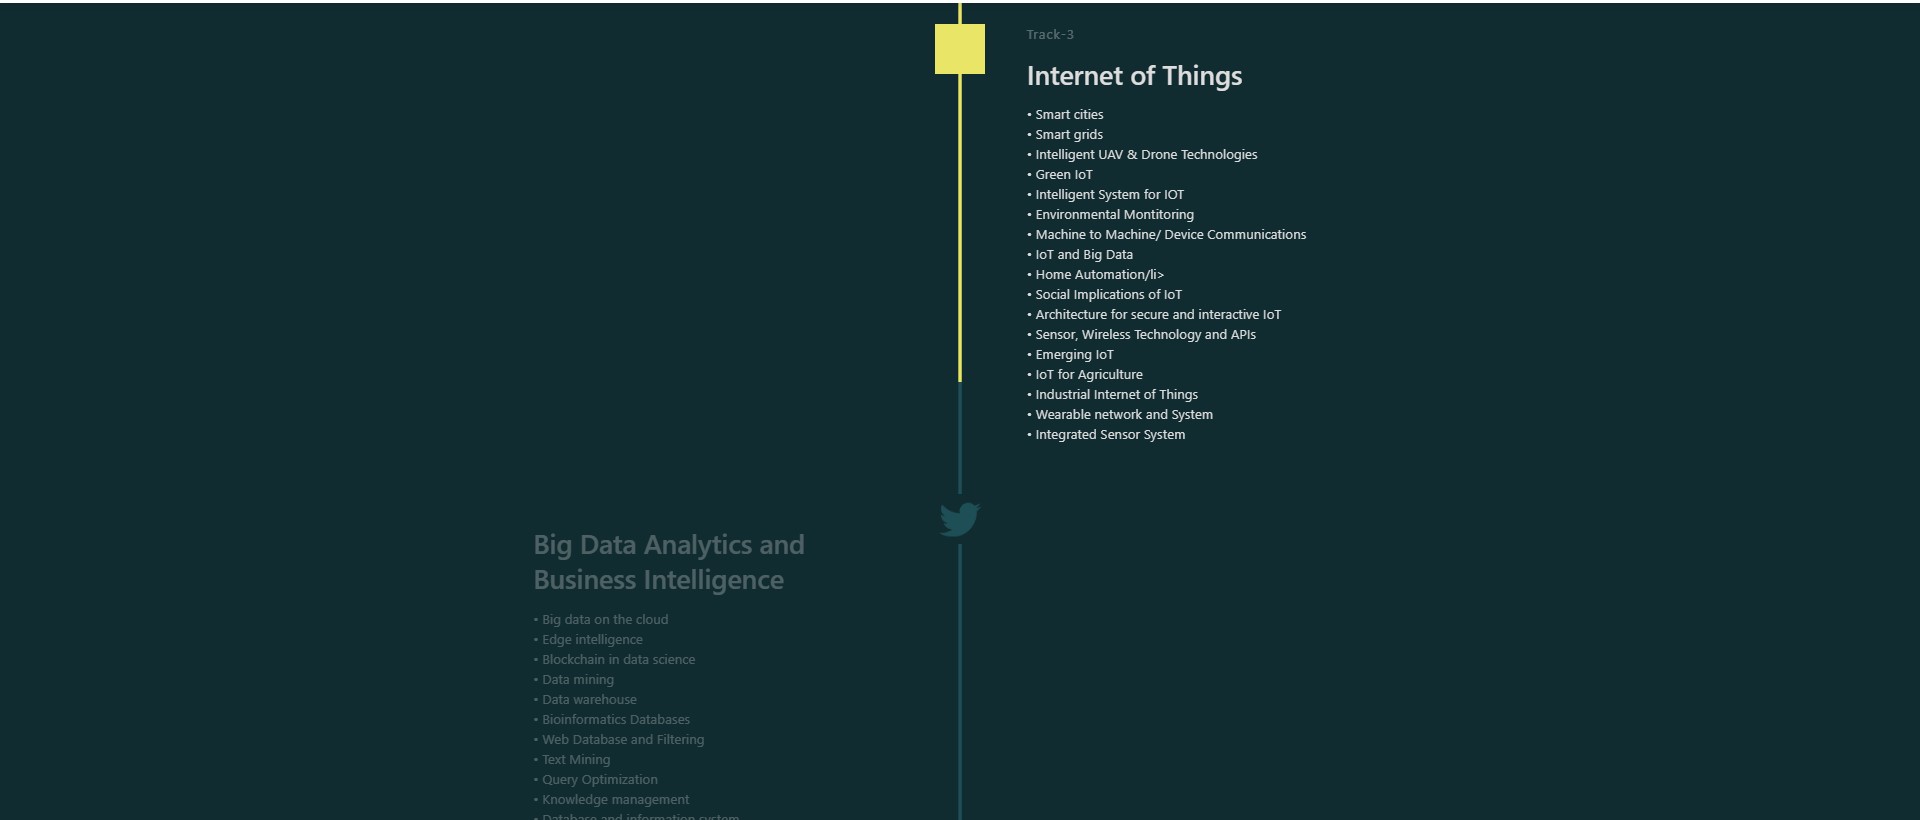 Track-3
Internet of Things
• Smart cities
• Smart grids
• Intelligent UAV & Drone Technologies
• Green IoT
• Intelligent System for IOT
• Environmental Montitoring
• Machine to Machine/ Device Communications
• IoT and Big Data
• Home Automation/li>
• Social Implications of IoT
• Architecture for secure and interactive IoT
• Sensor, Wireless Technology and APIs
• Emerging IoT
• IoT for Agriculture
• Industrial Internet of Things
• Wearable network and System
• Integrated Sensor System
Big Data Analytics and
Business Intelligence
• Big data on the cloud
• Edge intelligence
• Blockchain in data science
• Data mining
• Data warehouse
• Bioinformatics Databases
• Web Database and Filtering
• Text Mining
• Query Optimization
• Knowledge management
• Database and information system